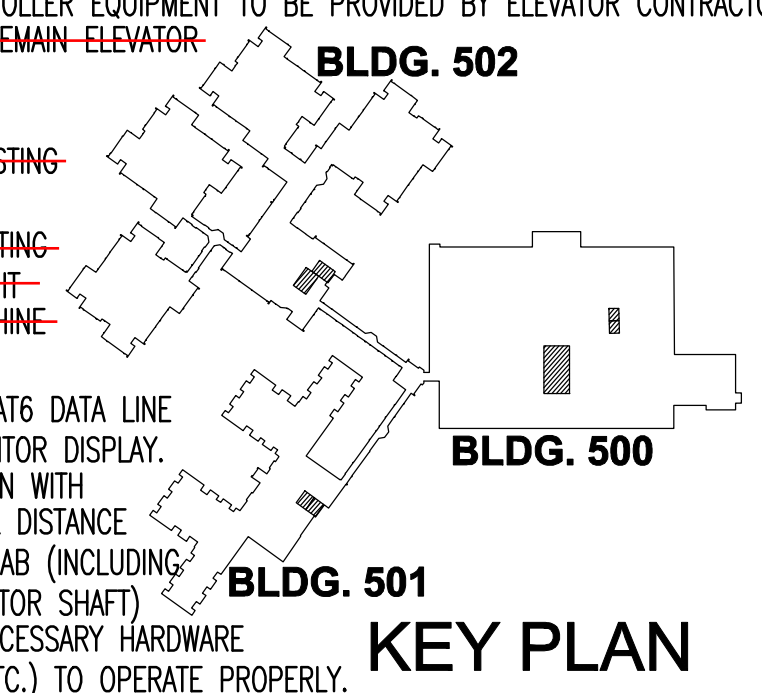 OLLER EQUIPMENT TO BE PROVIDED BY ELEVATOR CONTRACTO
EMAIN ELEVATOR
BLDG. 502
STING
TING
IT
HINE
AT6 DATA LINE
ITOR DISPLAY.
N WITH
DISTANCE
AB (INCLUDING
TOR SHAFT)
CESSARY HARDWARE
TC.) TO OPERATE PROPERLY.
BLDG. 500
BLDG. 501
KEY PLAN